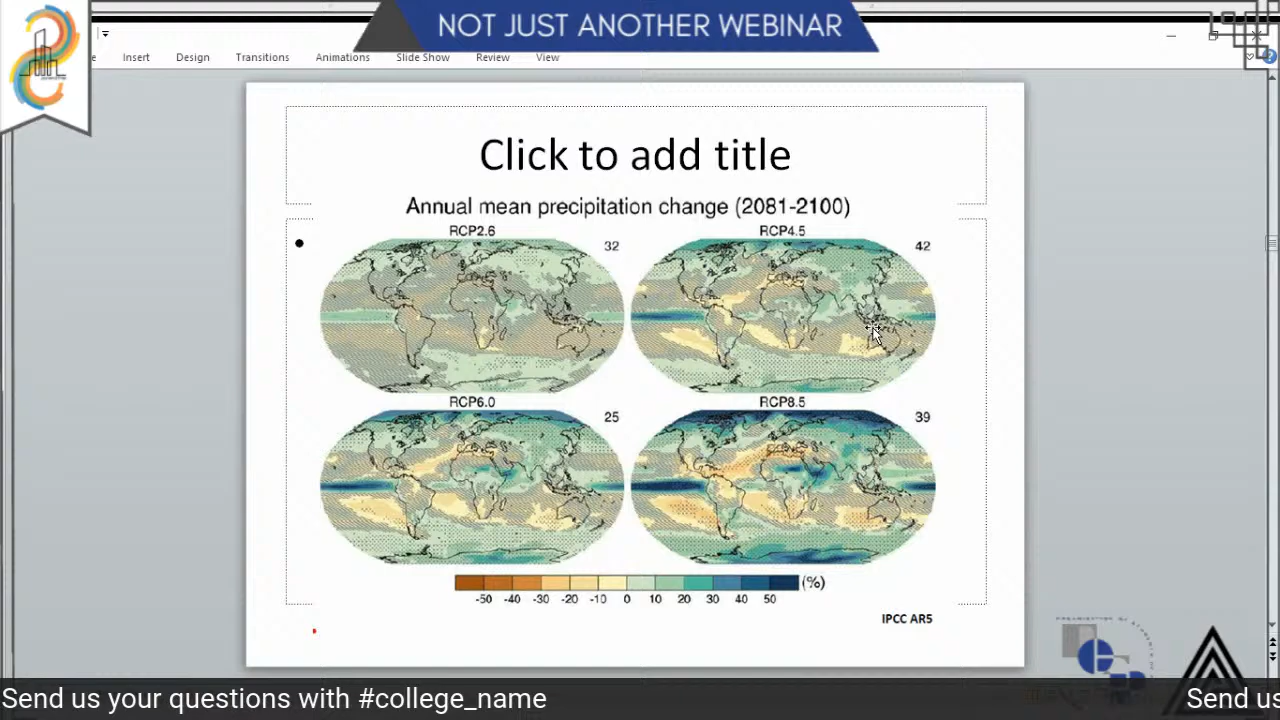 NOT JUST ANOTHER WEBINAR
Insert Design Transitions Animations Slide Show Review View
Click to add title
Annual mean precipitation change (2081-2100)
RCP2.6 RCP4.5
32 42
RCP6.0 RCP8.5
25 39
(%)
-50 -40 -30 -20 -10 0 10 20 30 40 50
IPCC AR5
Send us your questions with #college_name Send us